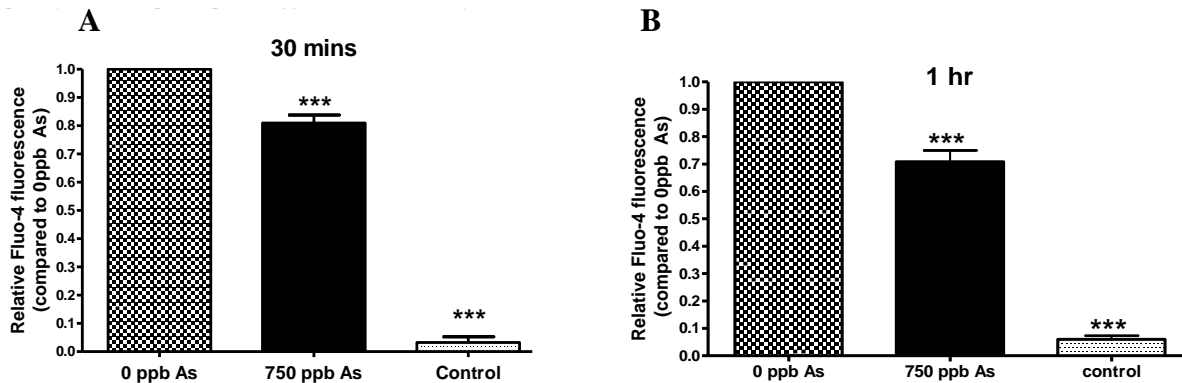 A
30 mins
Relative Fluo-4 fluorescence
(compared to 0ppb As)
1.0
0.9
0.8
0.7
0.6
0.5
0.4
0.3
0.2
0.1
0.0
***
***
0 ppb As
750 ppb As
Control
B
1 hr
Relative Fluo-4 fluorescence
(compared to 0ppb As)
1.0
0.9
0.8
0.7
0.6
0.5
0.4
0.3
0.2
0.1
0.0
***
***
0 ppb As
750 ppb As
control